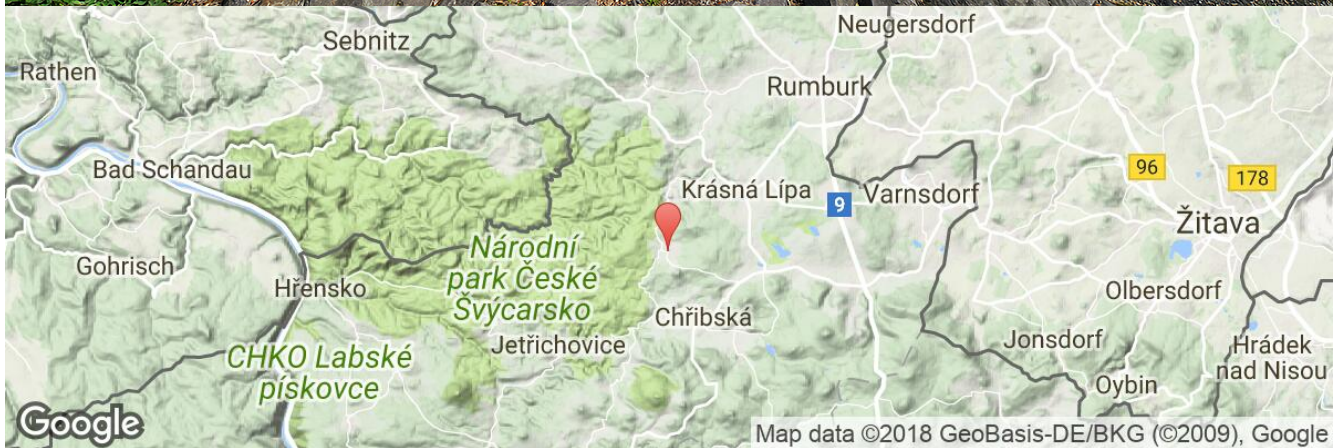 Neugersdorf
Sebnitz
Rathen
Rumburk
Bad Schandau
96
178
Krásná Lípa
9
Varnsdorf
Žitava
Národní
park České
Švýcarsko
Gohrisch
Hřensko
Olbersdorf
Chřibská
Jetřichovice
Jonsdorf
Hrádek
nad Nisou
CHKO Labské
pískovce
Oybin
Google
Map data ©2018 GeoBasis-DE/BKG (©2009), Google